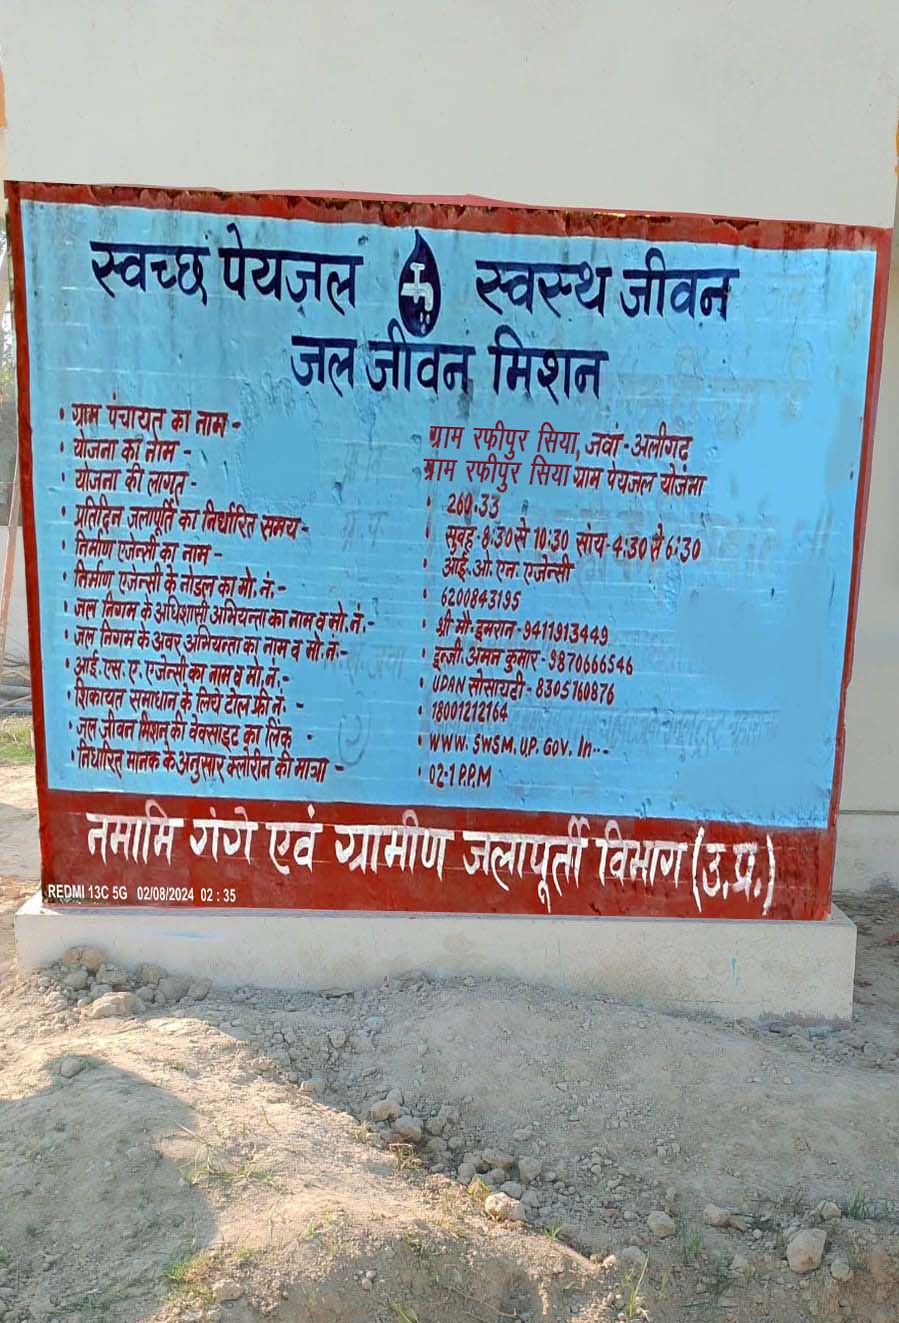 स्वच्छ पेयजल स्वस्थ जीवन
जल जीवन मिशन
• ग्राम पंचायत का नाम - ग्राम रफीपुर सिया, जवां-अलीगढ़
• योजना का नाम - ग्राम रफीपुर सिया ग्राम पेयजल योजना
• योजना की लागत - • 260.33
• प्रतिदिन जलापूर्ति का निर्धारित समय - • सुवह-8:30 से 10:30 सांय-4:30 से 6:30
• निर्माण एजेन्सी का नाम - • आई.ओ.एन. एजेन्सी
• निर्माण एजेन्सी के नोडल का मो. नं.- • 6200843195
• जल निगम के अधिशासी अभियन्ता का नाम व मो. नं.- • श्री मौ. इमरान-9411913449
• जल निगम के अवर अभियन्ता का नाम व मो. नं.- • इन्जी. अमन कुमार-9870666546
• आई.एस.ए. एजेन्सी का नाम व मो. नं.- • UDAN सोसायटी-8305160876
• शिकायत समाधान के लिये टोल फ्री नं. - • 18001212164
• जल जीवन मिशन की वेवसाइट का लिंक - • WWW. SWSM. UP. GOV. In--
• निर्धारित मानक के अनुसार क्लोरीन की मात्रा - • 02-1 P.P.M
नमामि गंगे एवं ग्रामीण जलापूर्ती विभाग (उ.प्र.)
REDMI 13C 5G 02/08/2024 02:35